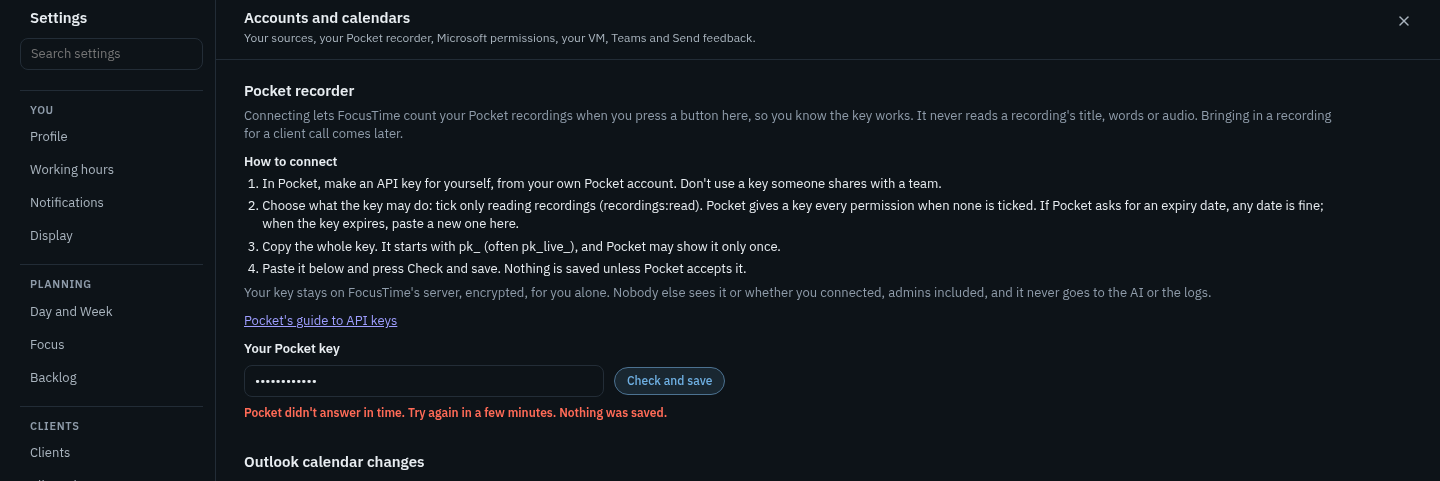 Settings
Search settings
YOU
Profile
Working hours
Notifications
Display
PLANNING
Day and Week
Focus
Backlog
CLIENTS
Clients
Accounts and calendars
Your sources, your Pocket recorder, Microsoft permissions, your VM, Teams and Send feedback.
Pocket recorder
Connecting lets FocusTime count your Pocket recordings when you press a button here, so you know the key works. It never reads a recording's title, words or audio. Bringing in a recording
for a client call comes later.
How to connect
1. In Pocket, make an API key for yourself, from your own Pocket account. Don't use a key someone shares with a team.
2. Choose what the key may do: tick only reading recordings (recordings:read). Pocket gives a key every permission when none is ticked. If Pocket asks for an expiry date, any date is fine;
when the key expires, paste a new one here.
3. Copy the whole key. It starts with pk_ (often pk_live_), and Pocket may show it only once.
4. Paste it below and press Check and save. Nothing is saved unless Pocket accepts it.
Your key stays on FocusTime's server, encrypted, for you alone. Nobody else sees it or whether you connected, admins included, and it never goes to the AI or the logs.
Pocket's guide to API keys
Your Pocket key
••••••••••••
Check and save
Pocket didn't answer in time. Try again in a few minutes. Nothing was saved.
Outlook calendar changes